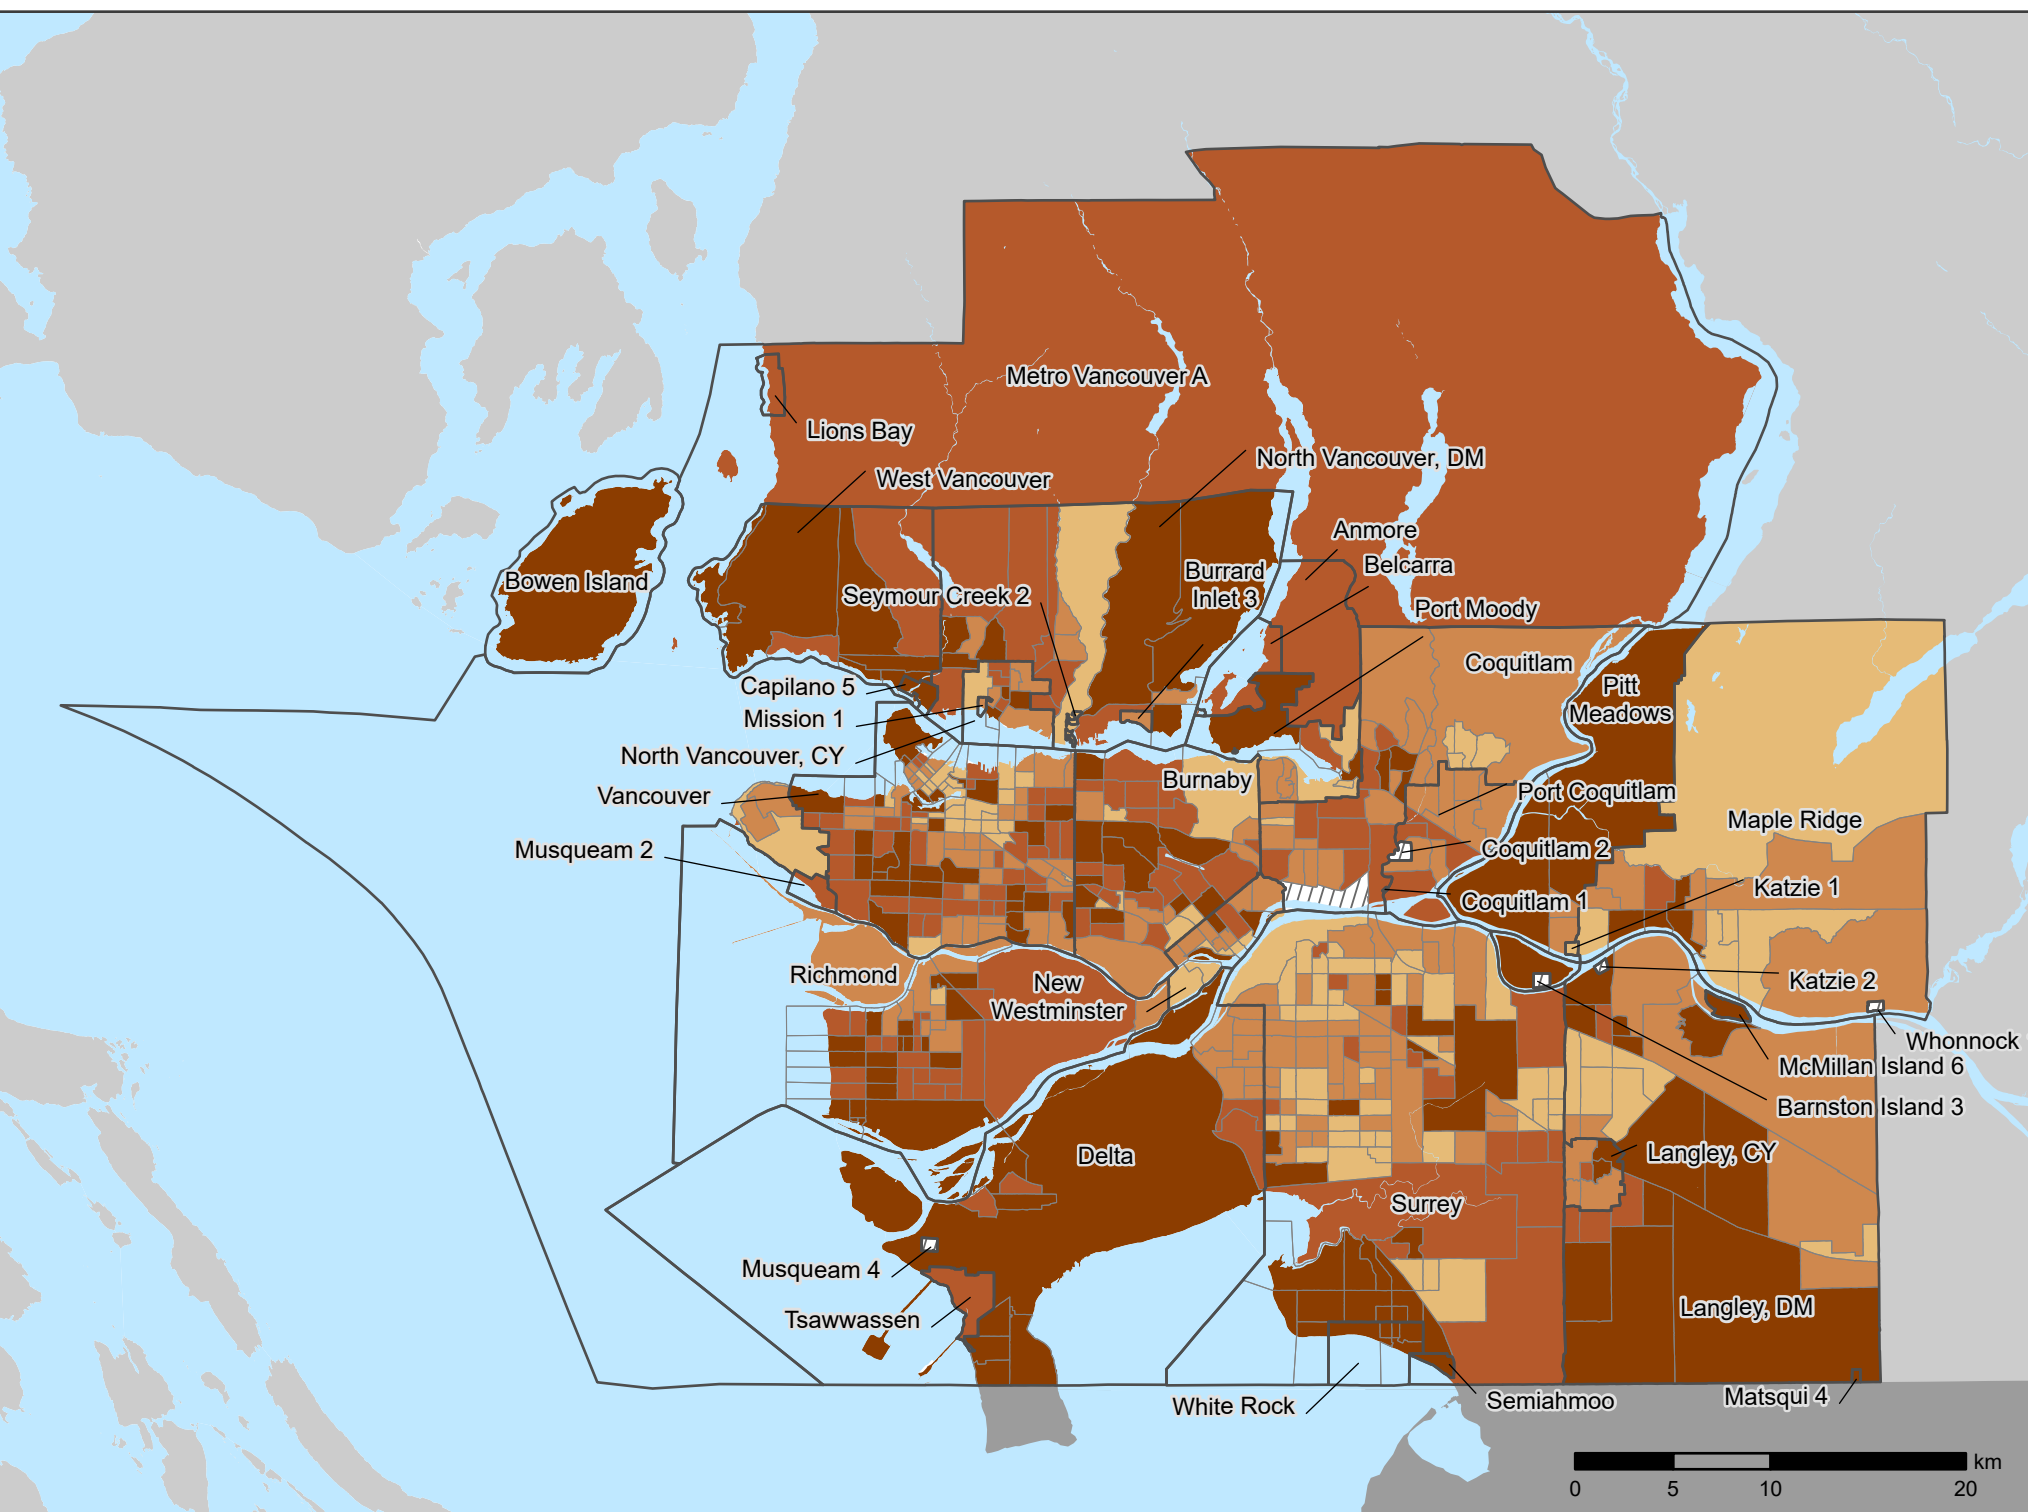 Metro Vancouver A
Lions Bay
North Vancouver, DM
West Vancouver
Anmore
Belcarra
Burrard
Inlet 3
Bowen Island
Seymour Creek 2
Port Moody
Coquitlam
Capilano 5
Pitt
Meadows
Mission 1
North Vancouver, CY
Burnaby
Vancouver
Port Coquitlam
Maple Ridge
Musqueam 2
Coquitlam 2
Katzie 1
Coquitlam 1
Richmond
New
Westminster
Katzie 2
Whonnock
McMillan Island 6
Barnston Island 3
Delta
Langley, CY
Surrey
Musqueam 4
Tsawwassen
Langley, DM
White Rock
Semiahmoo
Matsqui 4
km
0 5 10 20